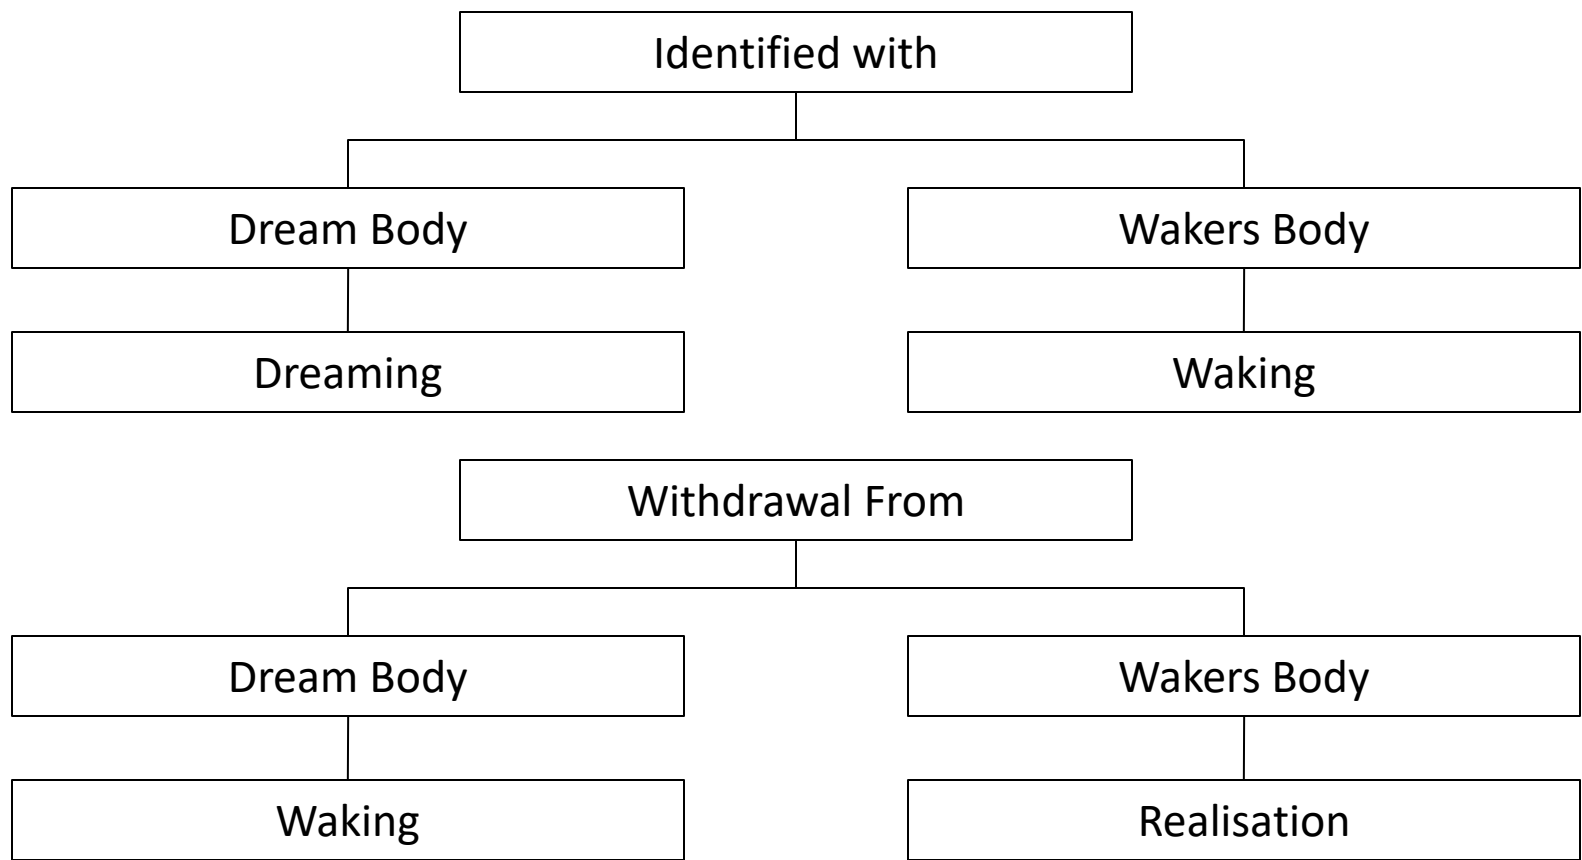 Identified with
Dream Body
Wakers Body
Dreaming
Waking
Withdrawal From
Dream Body
Wakers Body
Waking
Realisation